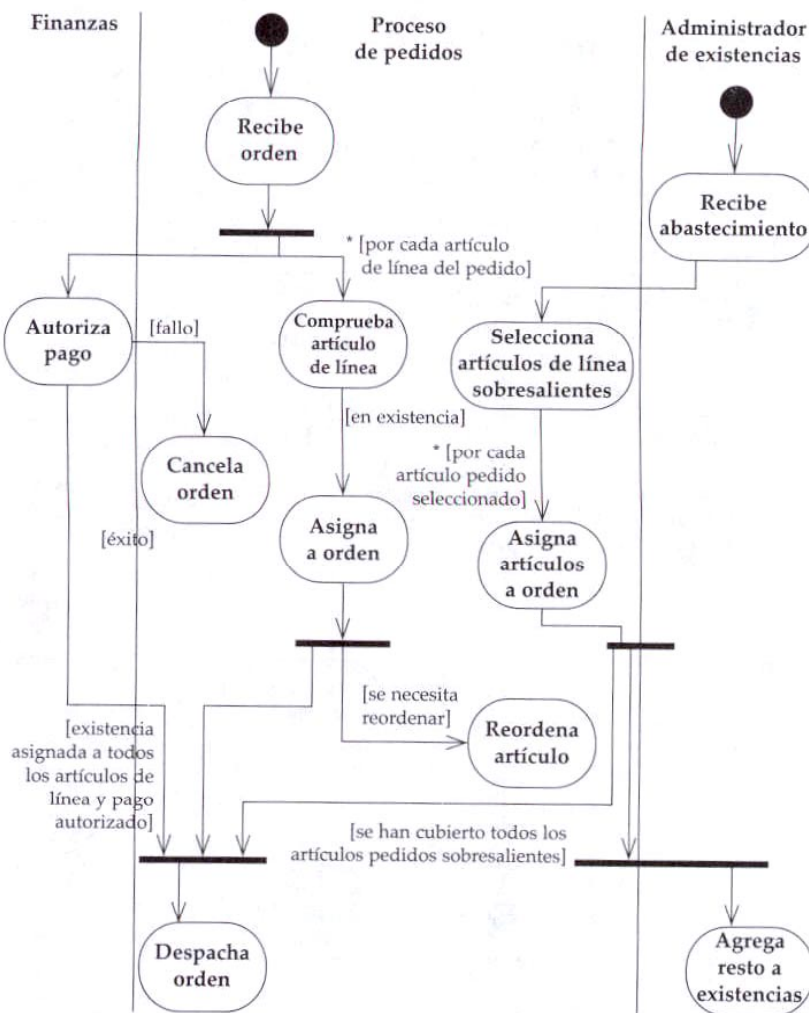 Finanzas
Proceso
de pedidos
Administrador
de existencias
Recibe
orden
Recibe
abastecimiento
* [por cada artículo
de línea del pedido]
Autoriza
pago
[fallo]
Comprueba
artículo
de línea
Selecciona
artículos de línea
sobresalientes
[en existencia]
Cancela
orden
* [por cada
artículo pedido
seleccionado]
[éxito]
Asigna
a orden
Asigna
artículos
a orden
[se necesita
reordenar]
Reordena
artículo
[existencia
asignada a todos
los artículos de
línea y pago
autorizado]
[se han cubierto todos los
artículos pedidos sobresalientes]
Despacha
orden
Agrega
resto a
existencias